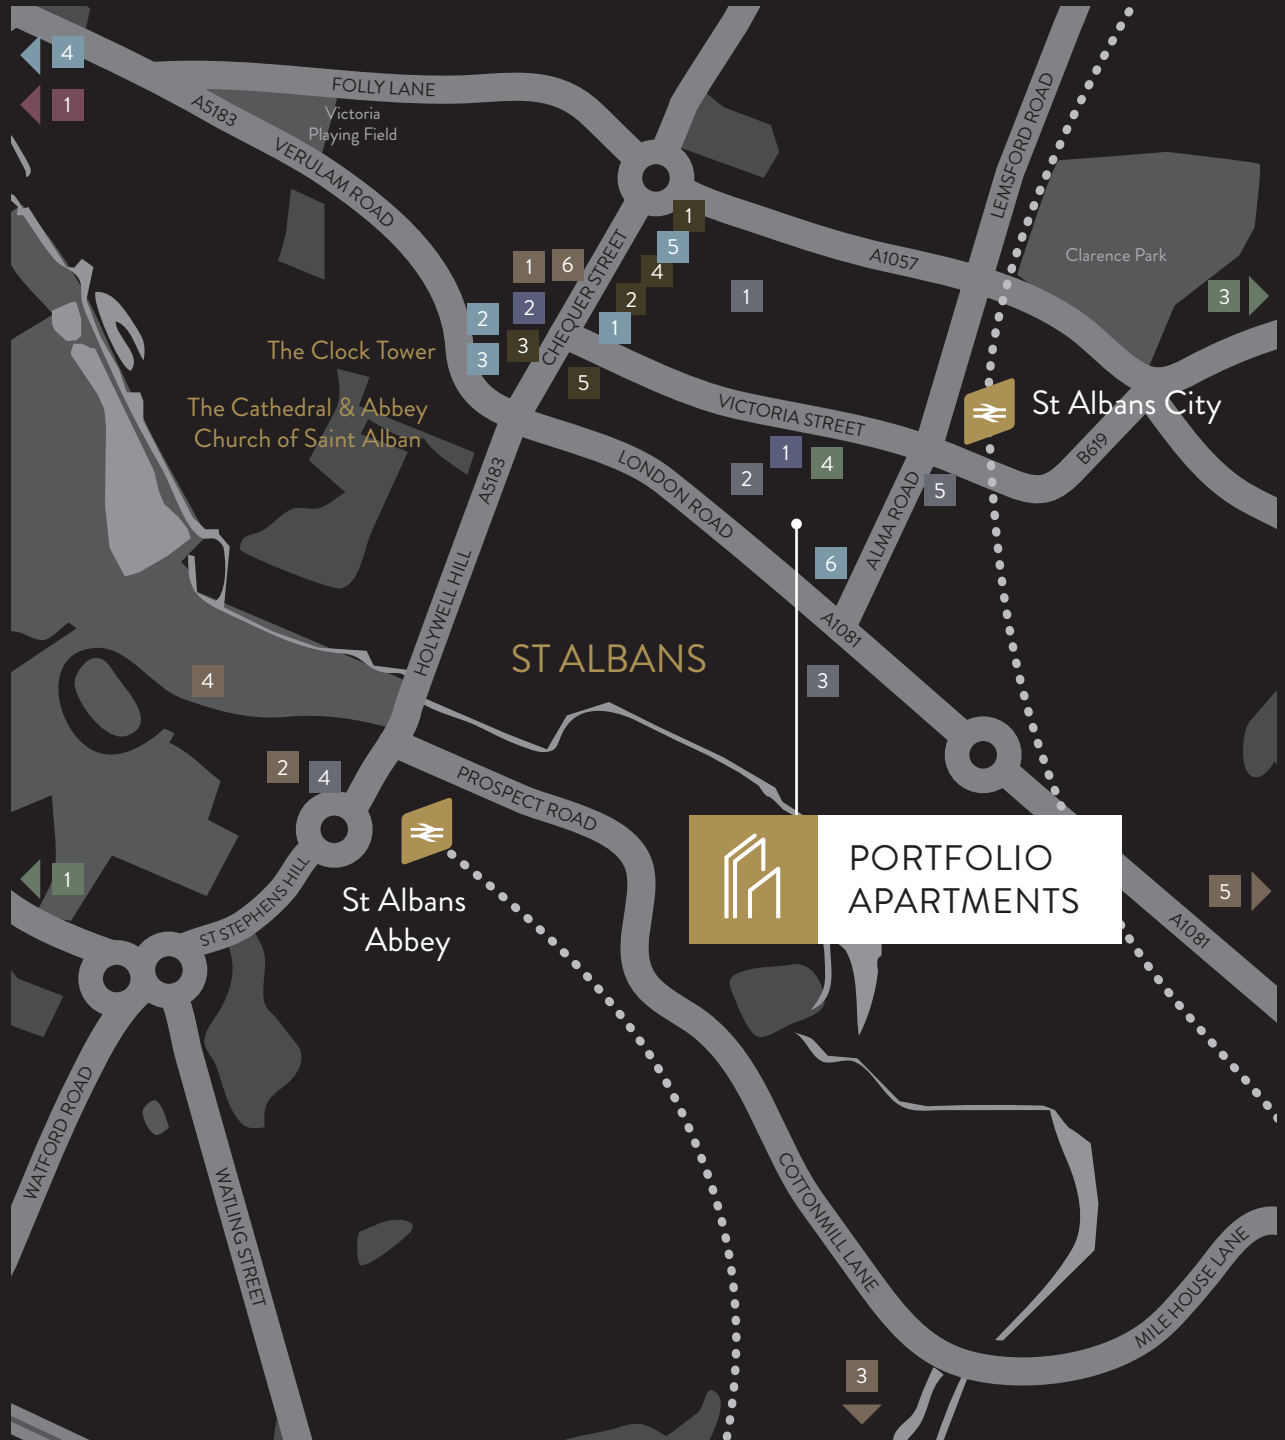 4
FOLLY LANE
1
A5183
Victoria
Playing Field
VERULAM ROAD
LEMSFORD ROAD
1
5
4
CHEQUER STREET
A1057
Clarence Park
1
6
2
2
2
1
1
3
3
3
The Clock Tower
5
St Albans City
The Cathedral & Abbey
Church of Saint Alban
VICTORIA STREET
B619
A5183
LONDON ROAD
1
4
2
5
ALMA ROAD
6
HOLYWELL HILL
A1081
ST ALBANS
4
3
2
4
PROSPECT ROAD
PORTFOLIO
APARTMENTS
1
5
ST STEPHENS HILL
St Albans
Abbey
A1081
WATFORD ROAD
WATLING STREET
COTTONMILL LANE
MILE HOUSE LANE
3